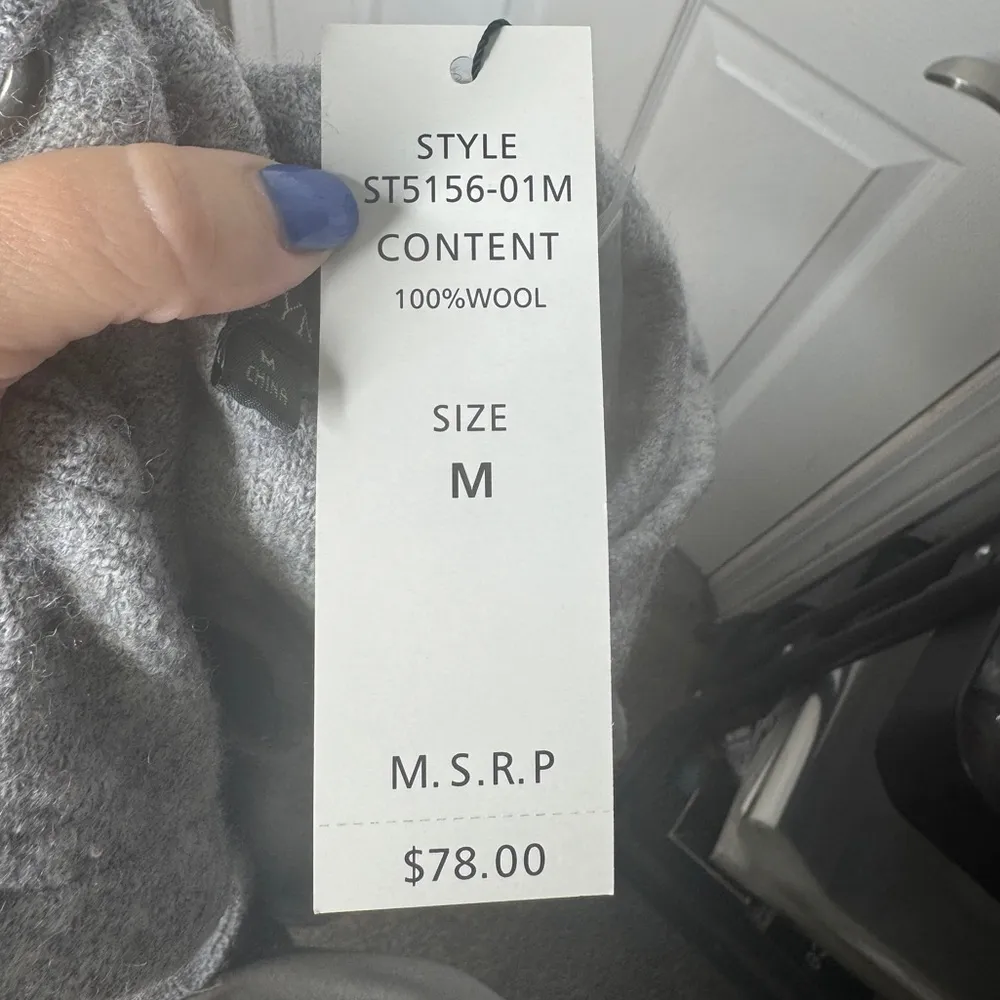 STYLE
ST5156-01M
CONTENT
100%WOOL
SIZE
M
M.S.R.P
$78.00
M
CHINA